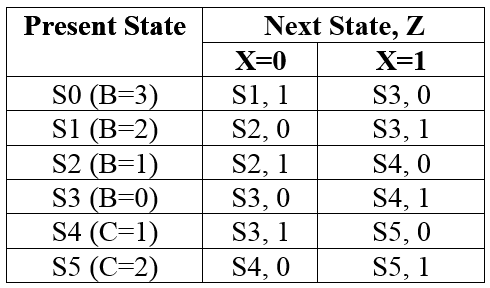 Present State Next State, Z
X=0 X=1
S0 (B=3) S1, 1 S3, 0
S1 (B=2) S2, 0 S3, 1
S2 (B=1) S2, 1 S4, 0
S3 (B=0) S3, 0 S4, 1
S4 (C=1) S3, 1 S5, 0
S5 (C=2) S4, 0 S5, 1